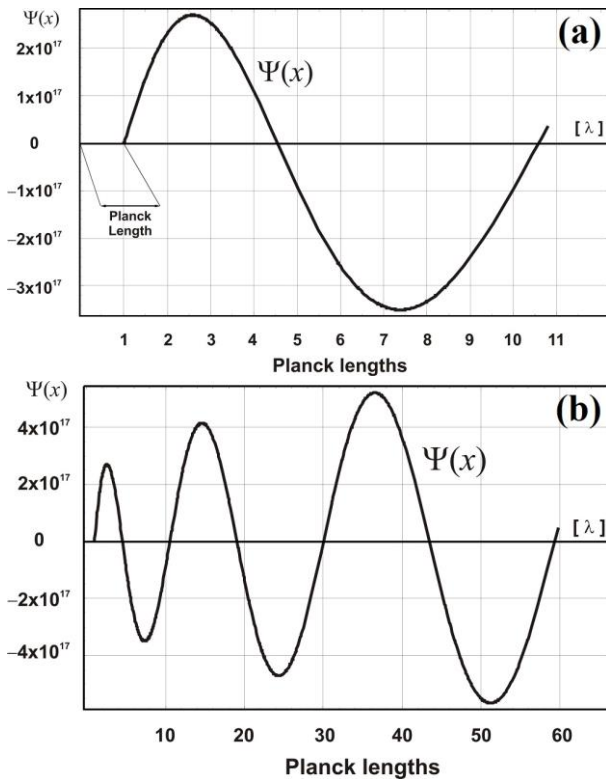 Ψ(x)
(a)
2x10¹⁷
Ψ(x)
1x10¹⁷
[ λ ]
0
−1x10¹⁷
Planck
Length
−2x10¹⁷
−3x10¹⁷
1 2 3 4 5 6 7 8 9 10 11
Planck lengths
Ψ(x)
(b)
4x10¹⁷
Ψ(x)
2x10¹⁷
[ λ ]
0
−2x10¹⁷
−4x10¹⁷
10 20 30 40 50 60
Planck lengths